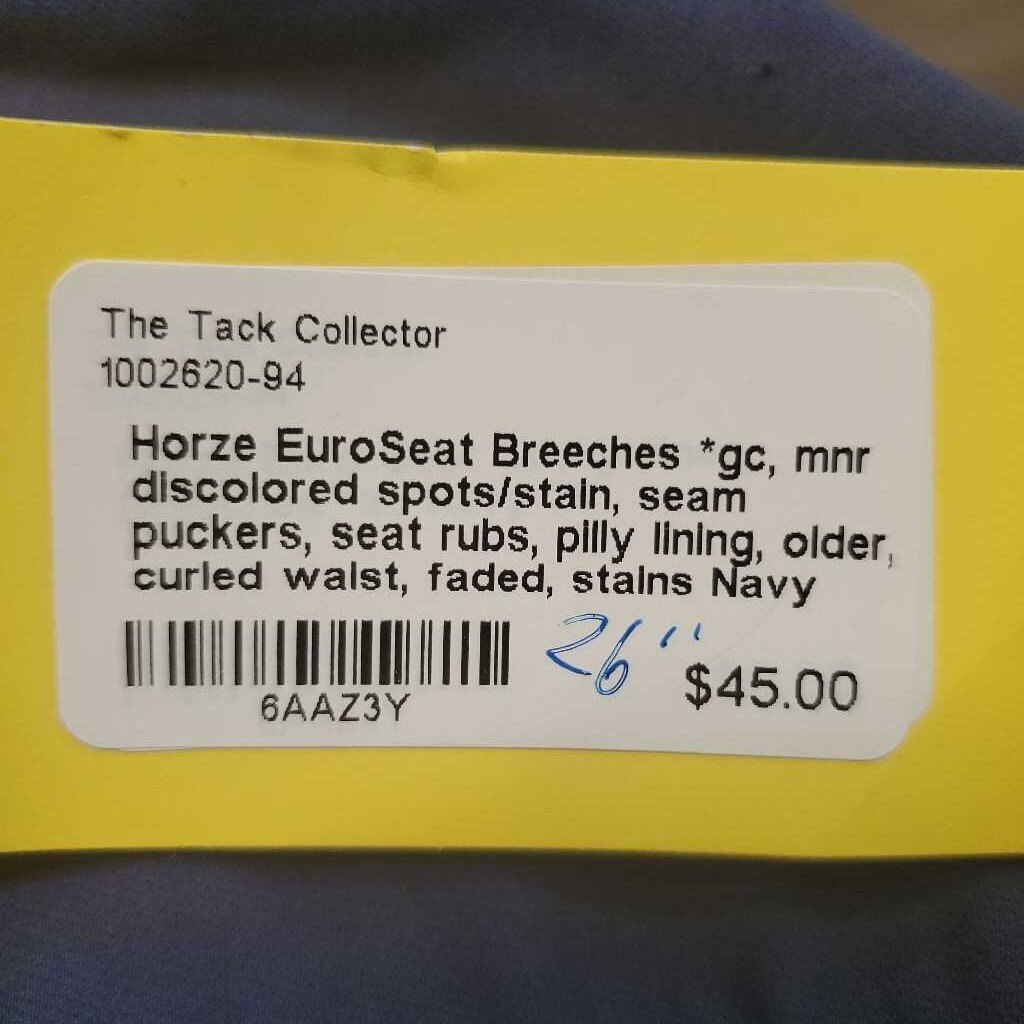 The Tack Collector
1002620-94
Horze EuroSeat Breeches *gc, mnr
discolored spots/stain, seam
puckers, seat rubs, pilly lining, older,
curled waist, faded, stains Navy
26"
$45.00
6AAZ3Y